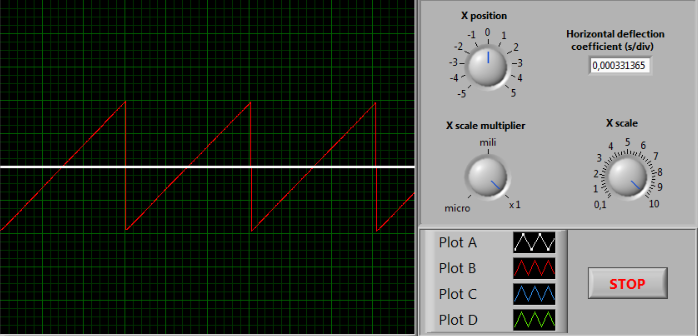 X position
-5 -4 -3 -2 -1 0 1 2 3 4 5
Horizontal deflection
coefficient (s/div)
0,000331365
X scale multiplier
micro mili x1
X scale
0,1 1 2 3 4 5 6 7 8 9 10
Plot A
Plot B
Plot C
Plot D
STOP